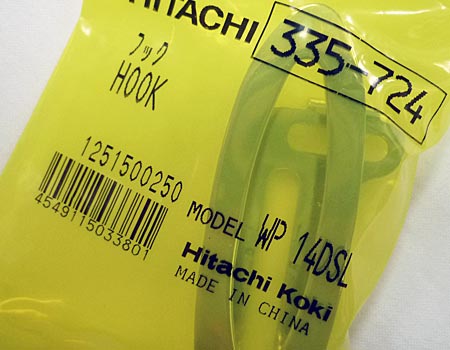 HITACHI
335-724
フック
HOOK
1251500250
4549115033801
MODEL WP 14DSL
Hitachi Koki
MADE IN CHINA